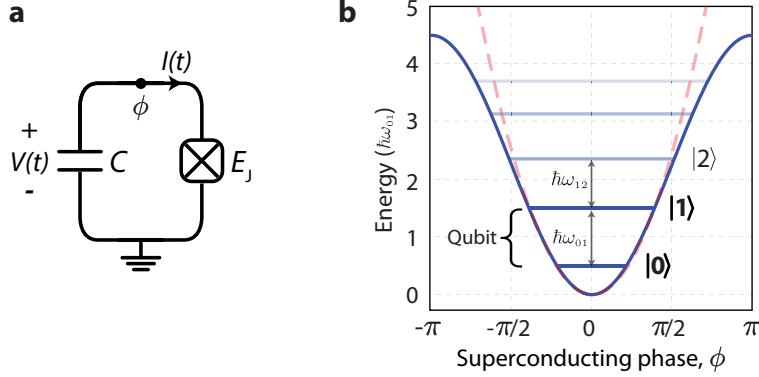 a
I(t)
ϕ
+
V(t)
-
C
E_J
b
Energy (ħω₀₁)
5
4
3
2
1
0
|2⟩
ħω₁₂
|1⟩
Qubit
ħω₀₁
|0⟩
-π
-π/2
0
π/2
π
Superconducting phase, ϕ